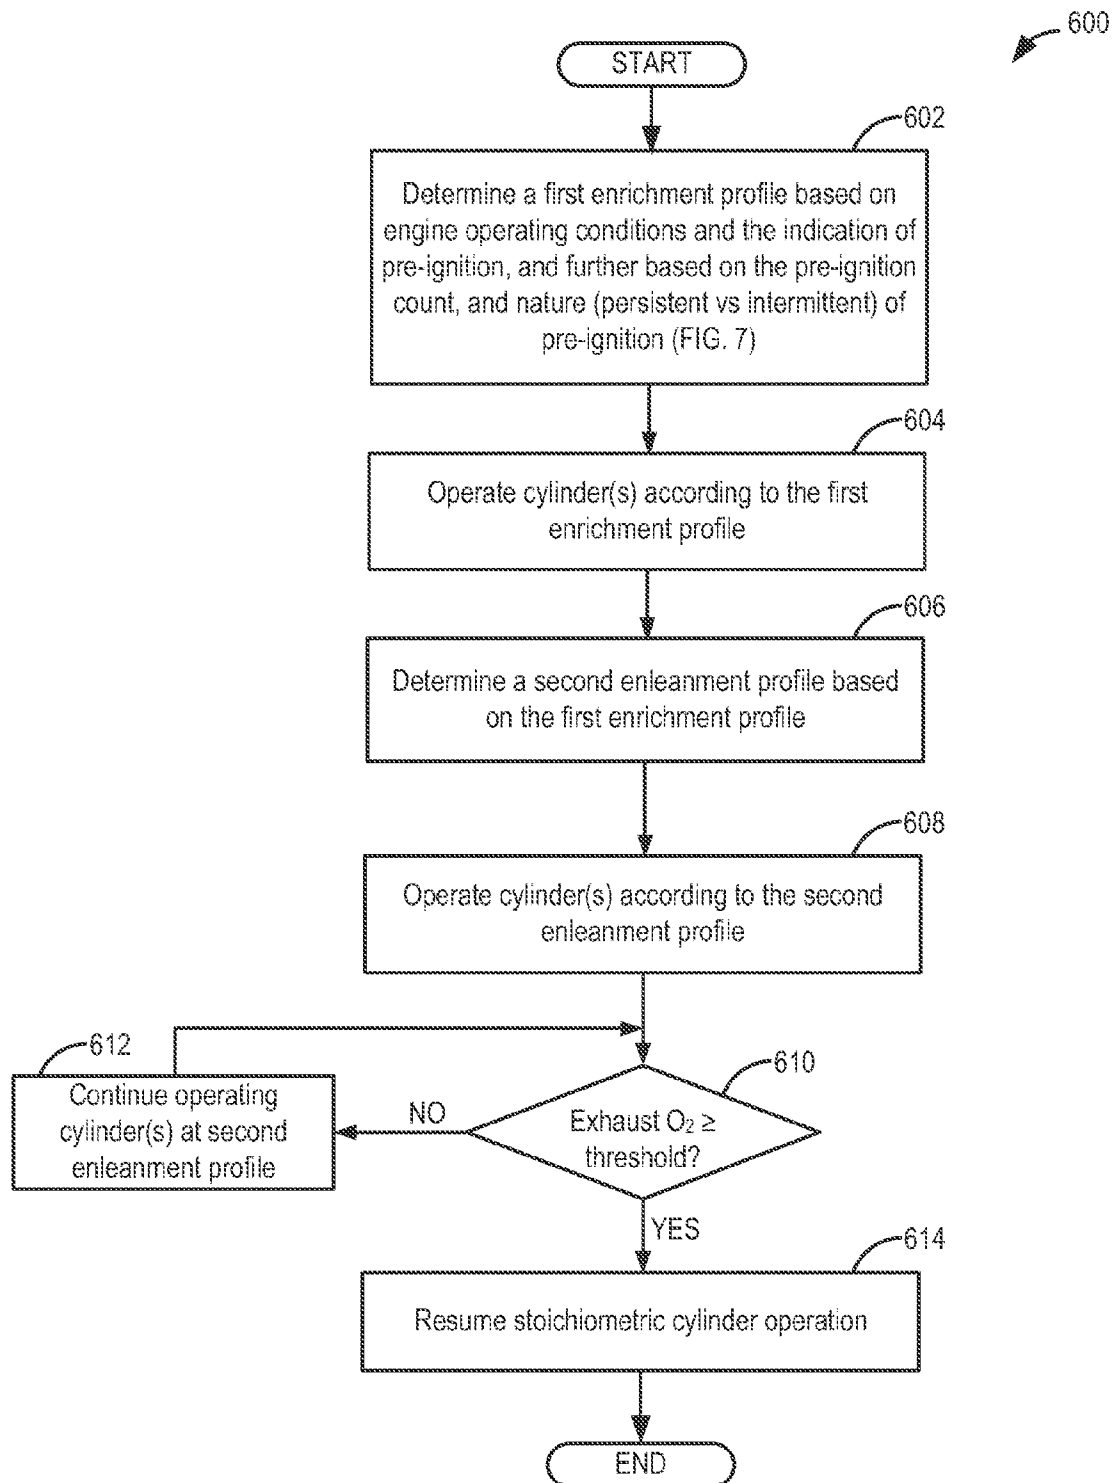 600
START
602
Determine a first enrichment profile based on
engine operating conditions and the indication of
pre-ignition, and further based on the pre-ignition
count, and nature (persistent vs intermittent) of
pre-ignition (FIG. 7)
604
Operate cylinder(s) according to the first
enrichment profile
606
Determine a second enleanment profile based
on the first enrichment profile
608
Operate cylinder(s) according to the second
enleanment profile
612
Continue operating
cylinder(s) at second
enleanment profile
NO
610
Exhaust O₂ ≥
threshold?
YES
614
Resume stoichiometric cylinder operation
END